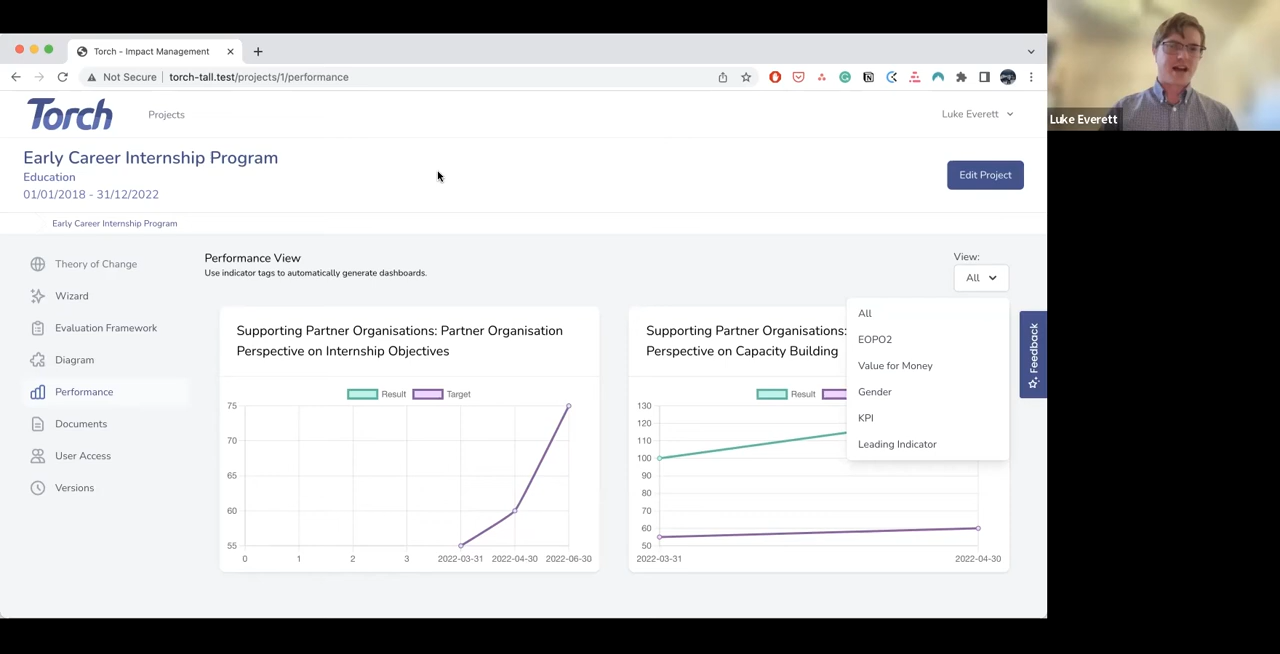 Torch - Impact Management
Not Secure
torch-tall.test/projects/1/performance
Luke Everett
Torch
Projects
Luke Everett
Early Career Internship Program
Education
01/01/2018 - 31/12/2022
Edit Project
Early Career Internship Program
Theory of Change
Wizard
Evaluation Framework
Diagram
Performance
Documents
User Access
Versions
Performance View
Use indicator tags to automatically generate dashboards.
View:
All
All
EOPO2
Value for Money
Gender
KPI
Leading Indicator
Feedback
Supporting Partner Organisations: Partner Organisation
Perspective on Internship Objectives
Result Target
75
70
65
60
55
0 1 2 3 2022-03-31 2022-04-30 2022-06-30
Supporting Partner Organisations:
Perspective on Capacity Building
Result
130
120
110
100
90
80
70
60
50
2022-03-31 2022-04-30